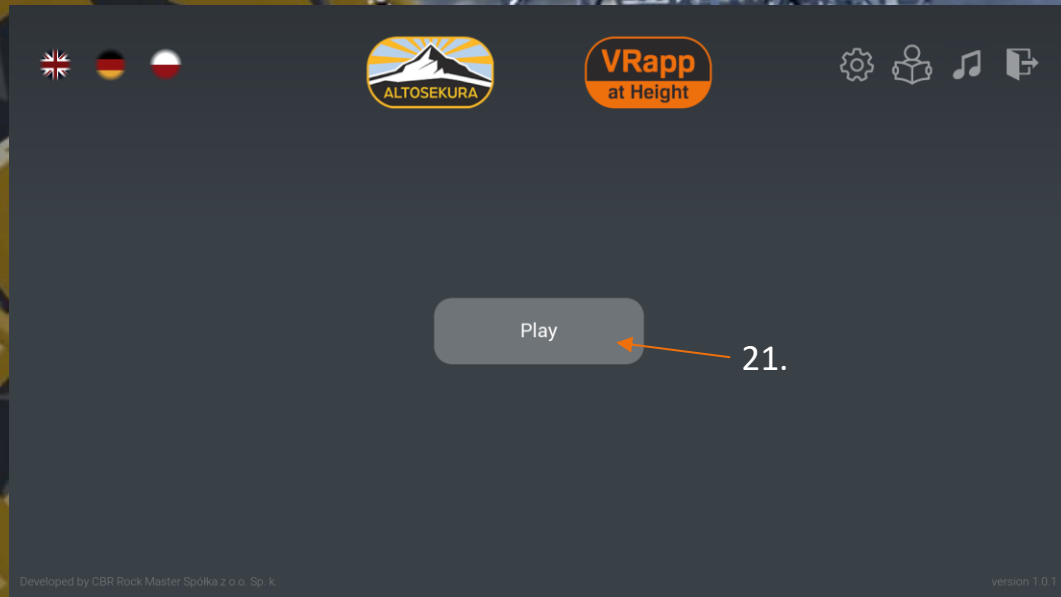 ALTOSEKURA
VRapp
at Height
Play
21.
Developed by CBR Rock Master Spółka z o.o. Sp. k.
version 1.0.1